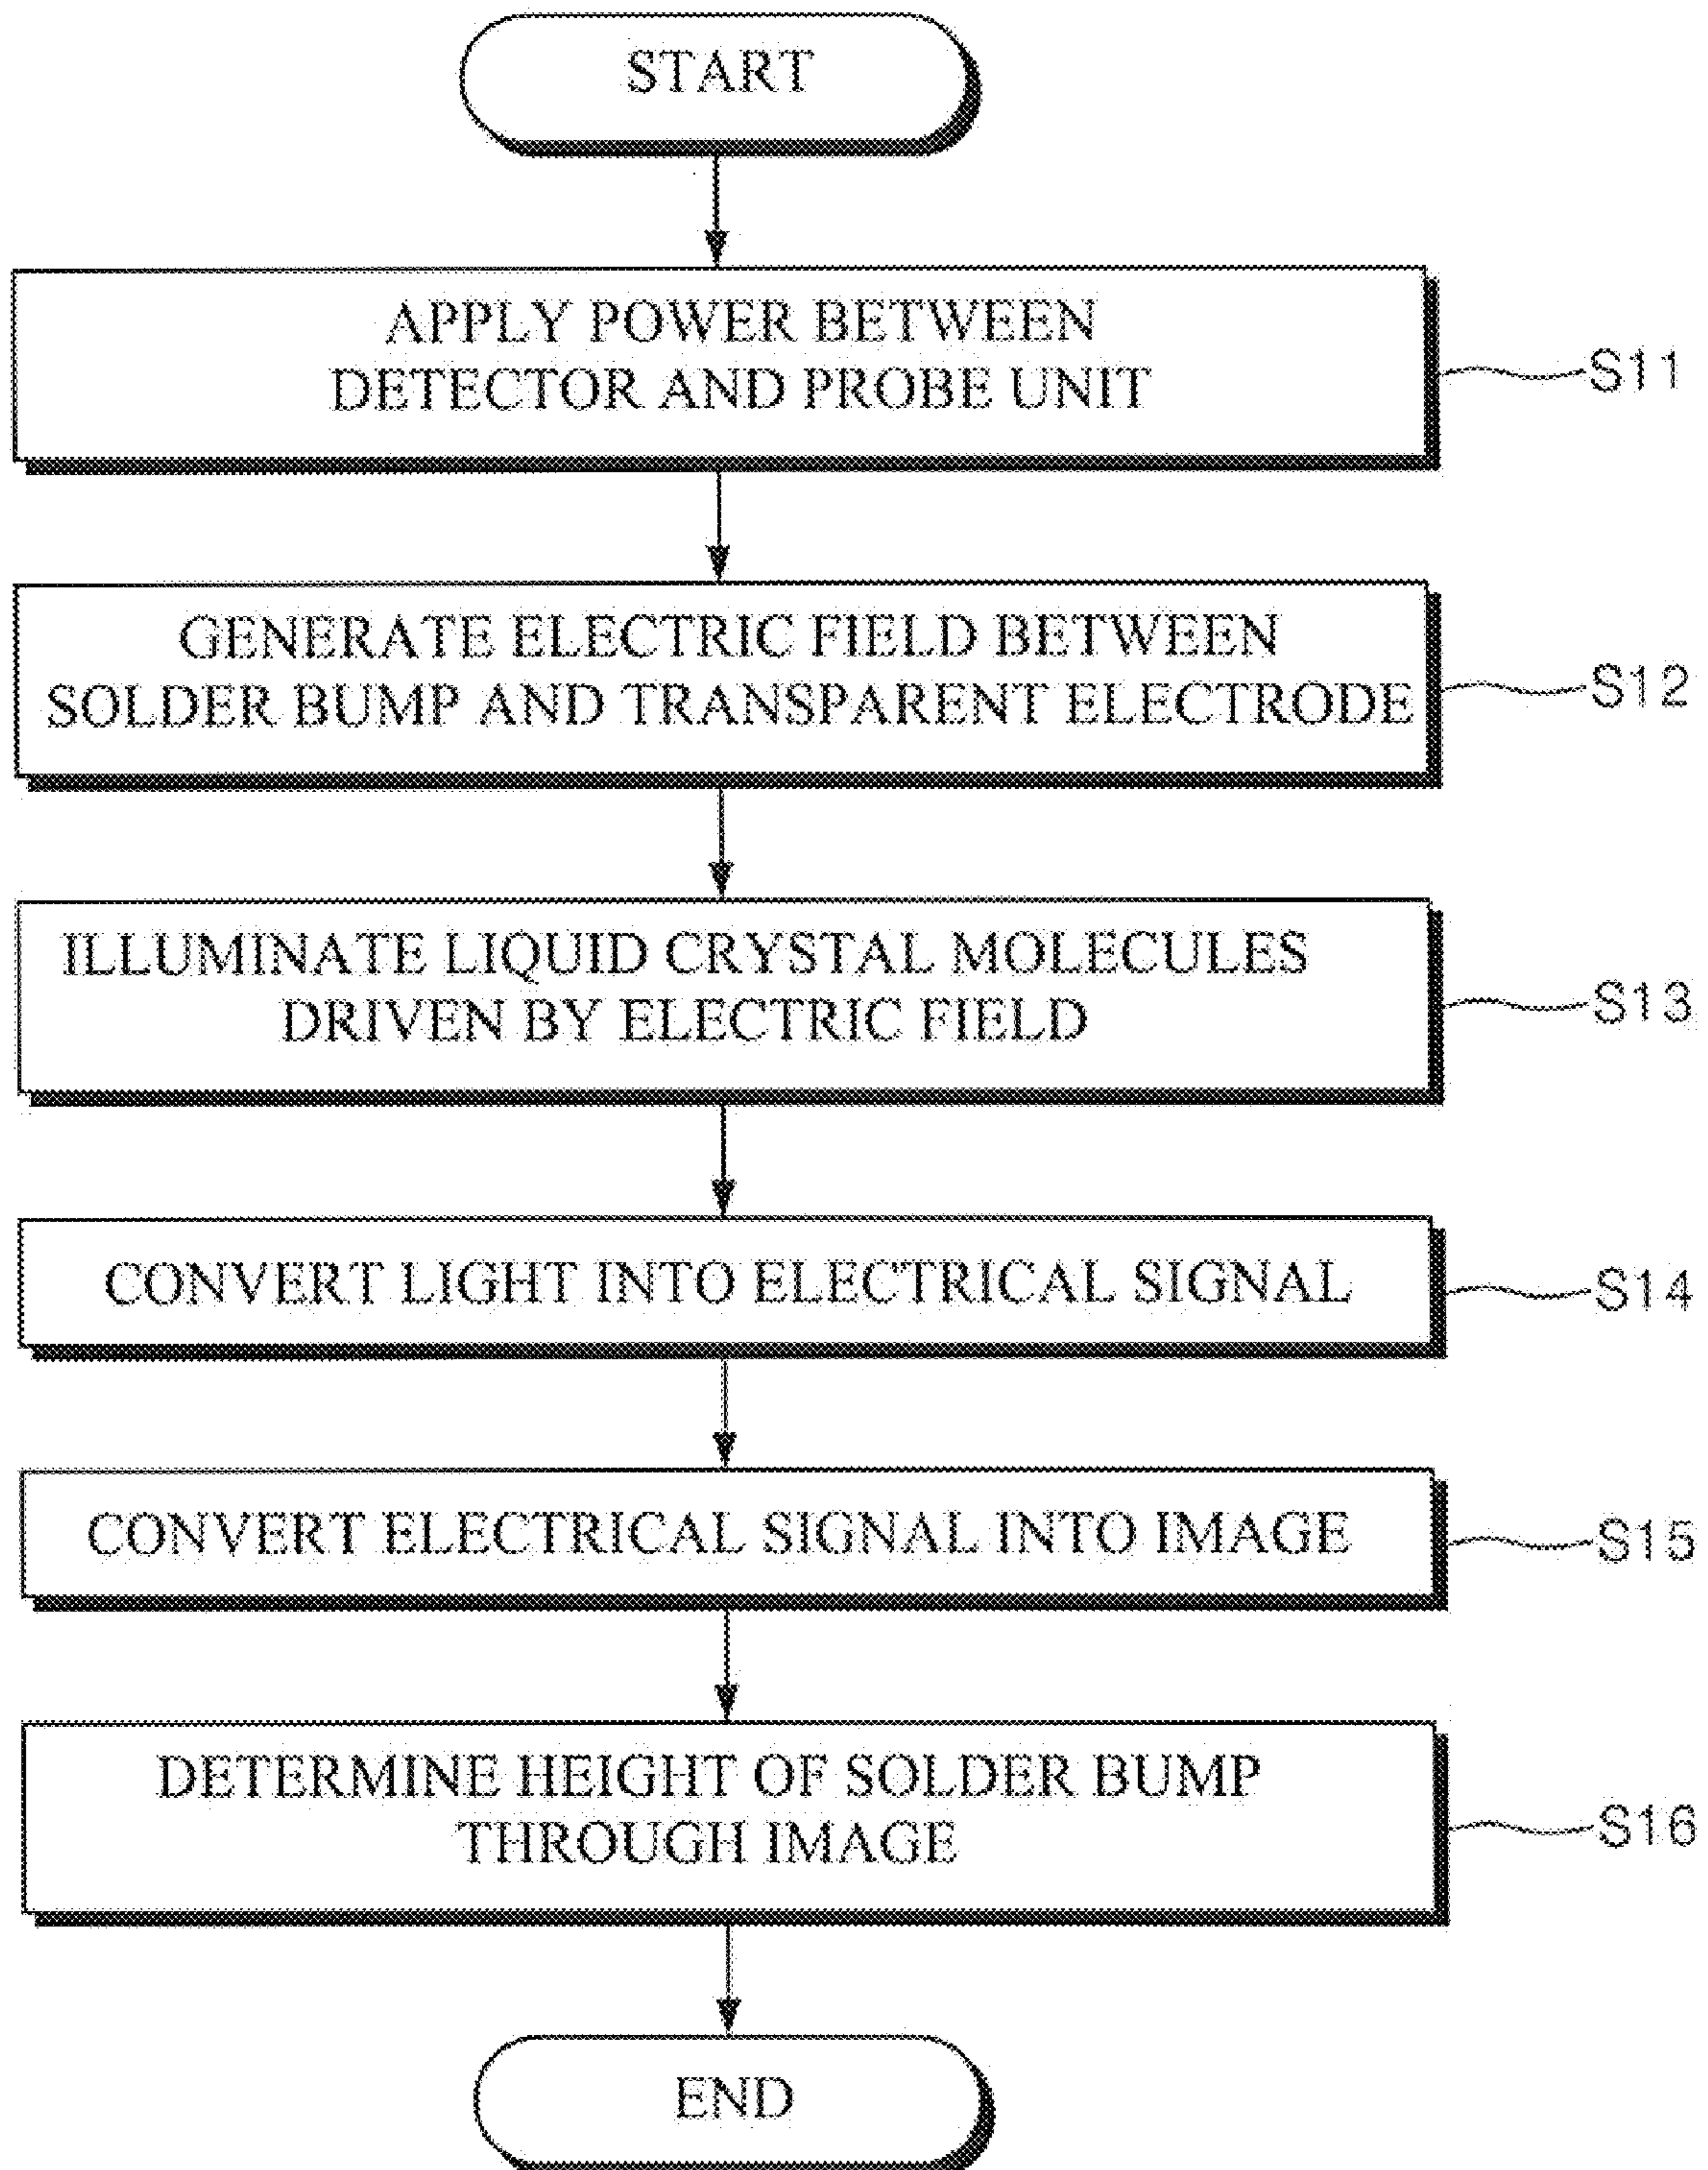 START
APPLY POWER BETWEEN
DETECTOR AND PROBE UNIT
S11
GENERATE ELECTRIC FIELD BETWEEN
SOLDER BUMP AND TRANSPARENT ELECTRODE
S12
ILLUMINATE LIQUID CRYSTAL MOLECULES
DRIVEN BY ELECTRIC FIELD
S13
CONVERT LIGHT INTO ELECTRICAL SIGNAL
S14
CONVERT ELECTRICAL SIGNAL INTO IMAGE
S15
DETERMINE HEIGHT OF SOLDER BUMP
THROUGH IMAGE
S16
END